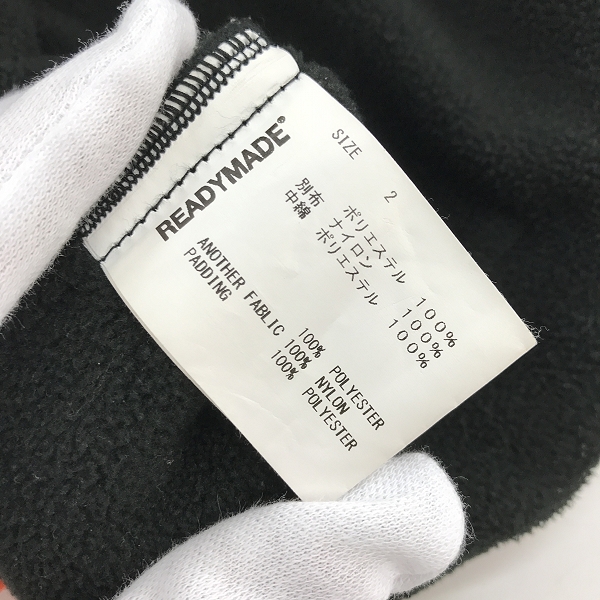 READYMADE®
SIZE 2
ポリエステル 100%
別布 ナイロン 100%
中綿 ポリエステル 100%
100% POLYESTER
ANOTHER FABLIC 100% NYLON
PADDING 100% POLYESTER